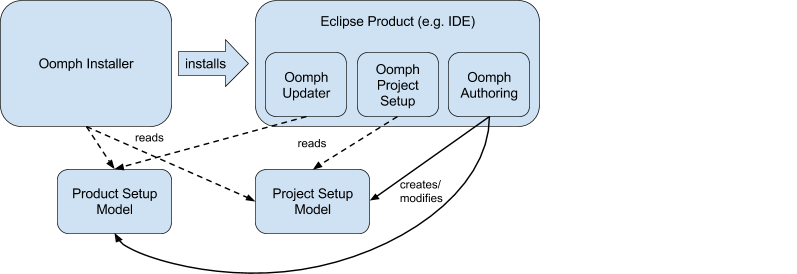 Eclipse Product (e.g. IDE)
Oomph Installer
installs
Oomph
Updater
Oomph
Project
Setup
Oomph
Authoring
reads
reads
Product Setup
Model
Project Setup
Model
creates/
modifies